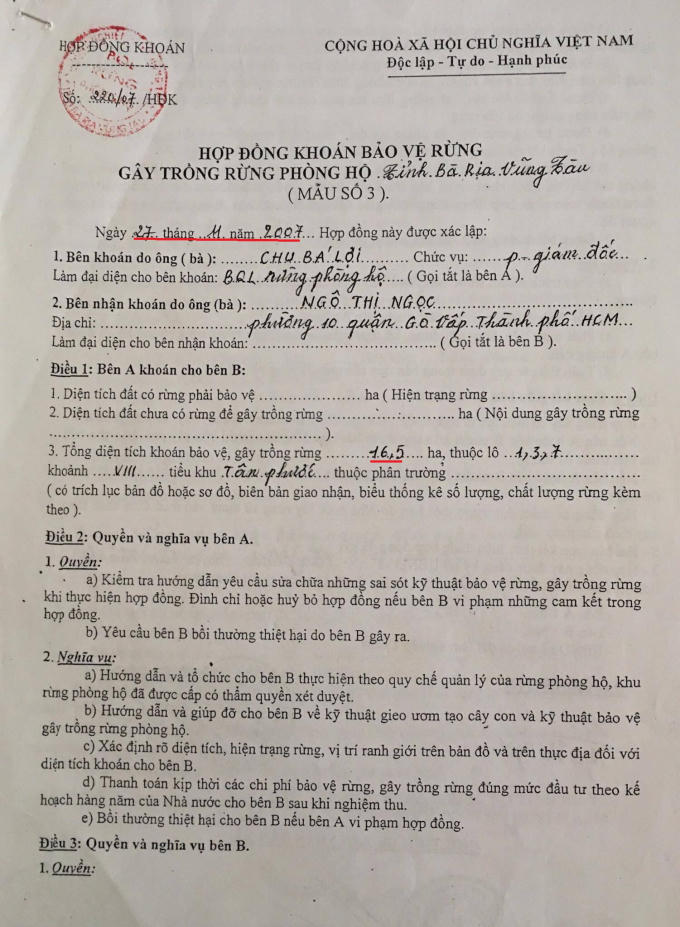 HỢP ĐỒNG KHOÁN
CỘNG HOÀ XÃ HỘI CHỦ NGHĨA VIỆT NAM
Độc lập - Tự do - Hạnh phúc
Số: 220/07 /HĐK
HỢP ĐỒNG KHOÁN BẢO VỆ RỪNG
GÂY TRỒNG RỪNG PHÒNG HỘ .Tỉnh. Bà. Rịa. Vũng Tàu
( MẪU SỐ 3 ).
Ngày 27. tháng ..11. năm .2007... Hợp đồng này được xác lập:
1. Bên khoán do ông ( bà ): ...... CHU BÁ LỢI ............ Chức vụ: ....... P. giám đốc...
Làm đại diện cho bên khoán: BQL rừng phòng hộ .... ( Gọi tắt là bên A ).
2. Bên nhận khoán do ông (bà ): ......... NGÔ THỊ NGỌC..............................
Địa chỉ: ........................ phường 10 quận Gò Vấp Thành phố HCM...
Làm đại diện cho bên nhận khoán: .................................. ( Gọi tắt là bên B ).
Điều 1: Bên A khoán cho bên B:
1. Diện tích đất có rừng phải bảo vệ .................... ha ( Hiện trạng rừng ........................ )
2. Diện tích đất chưa có rừng để gây trồng rừng .................... ha ( Nội dung gây trồng rừng
.................................................... ).
3. Tổng diện tích khoán bảo vệ, gây trồng rừng .........16,5 .... ha, thuộc lô ..1,3,7..............
khoảnh ....VIII...... tiểu khu .Tân phước.... thuộc phân trường ..............................
( có trích lục bản đồ hoặc sơ đồ, biên bản giao nhận, biểu thống kê số lượng, chất lượng rừng kèm
theo ).
Điều 2: Quyền và nghĩa vụ bên A.
1. Quyền:
a) Kiểm tra hướng dẫn yêu cầu sửa chữa những sai sót kỹ thuật bảo vệ rừng, gây trồng rừng
khi thực hiện hợp đồng. Đình chỉ hoặc huỷ bỏ hợp đồng nếu bên B vi phạm những cam kết trong
hợp đồng.
b) Yêu cầu bên B bồi thường thiệt hại do bên B gây ra.
2. Nghĩa vụ:
a) Hướng dẫn và tổ chức cho bên B thực hiện theo quy chế quản lý của rừng phòng hộ, khu
rừng phòng hộ đã được cấp có thẩm quyền xét duyệt.
b) Hướng dẫn và giúp đỡ cho bên B về kỹ thuật gieo ươm tạo cây con và kỹ thuật bảo vệ
gây trồng rừng phòng hộ.
c) Xác định rõ diện tích, hiện trạng rừng, vị trí ranh giới trên bản đồ và trên thực địa đối với
diện tích khoán cho bên B.
d) Thanh toán kịp thời các chi phí bảo vệ rừng, gây trồng rừng đúng mức đầu tư theo kế
hoạch hàng năm của Nhà nước cho bên B sau khi nghiệm thu.
e) Bồi thường thiệt hại cho bên B nếu bên A vi phạm hợp đồng.
Điều 3: Quyền và nghĩa vụ bên B.
1. Quyền: